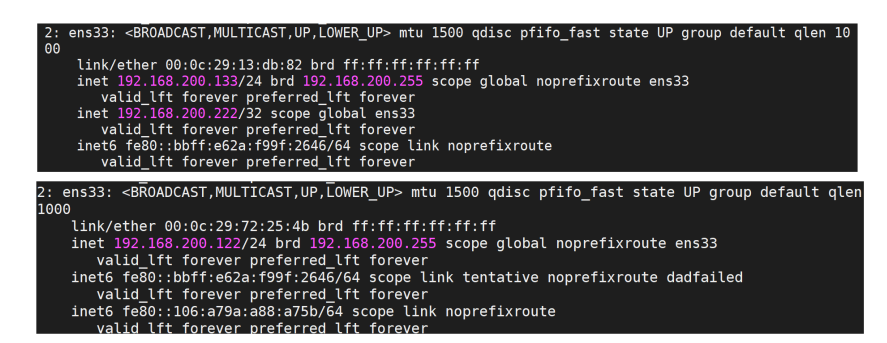 2: ens33: <BROADCAST,MULTICAST,UP,LOWER_UP> mtu 1500 qdisc pfifo_fast state UP group default qlen 10
00
link/ether 00:0c:29:13:db:82 brd ff:ff:ff:ff:ff:ff
inet 192.168.200.133/24 brd 192.168.200.255 scope global noprefixroute ens33
valid_lft forever preferred_lft forever
inet 192.168.200.222/32 scope global ens33
valid_lft forever preferred_lft forever
inet6 fe80::bbff:e62a:f99f:2646/64 scope link noprefixroute
valid_lft forever preferred_lft forever
2: ens33: <BROADCAST,MULTICAST,UP,LOWER_UP> mtu 1500 qdisc pfifo_fast state UP group default qlen
1000
link/ether 00:0c:29:72:25:4b brd ff:ff:ff:ff:ff:ff
inet 192.168.200.122/24 brd 192.168.200.255 scope global noprefixroute ens33
valid_lft forever preferred_lft forever
inet6 fe80::bbff:e62a:f99f:2646/64 scope link tentative noprefixroute dadfailed
valid_lft forever preferred_lft forever
inet6 fe80::106:a79a:a88:a75b/64 scope link noprefixroute
valid_lft forever preferred_lft forever